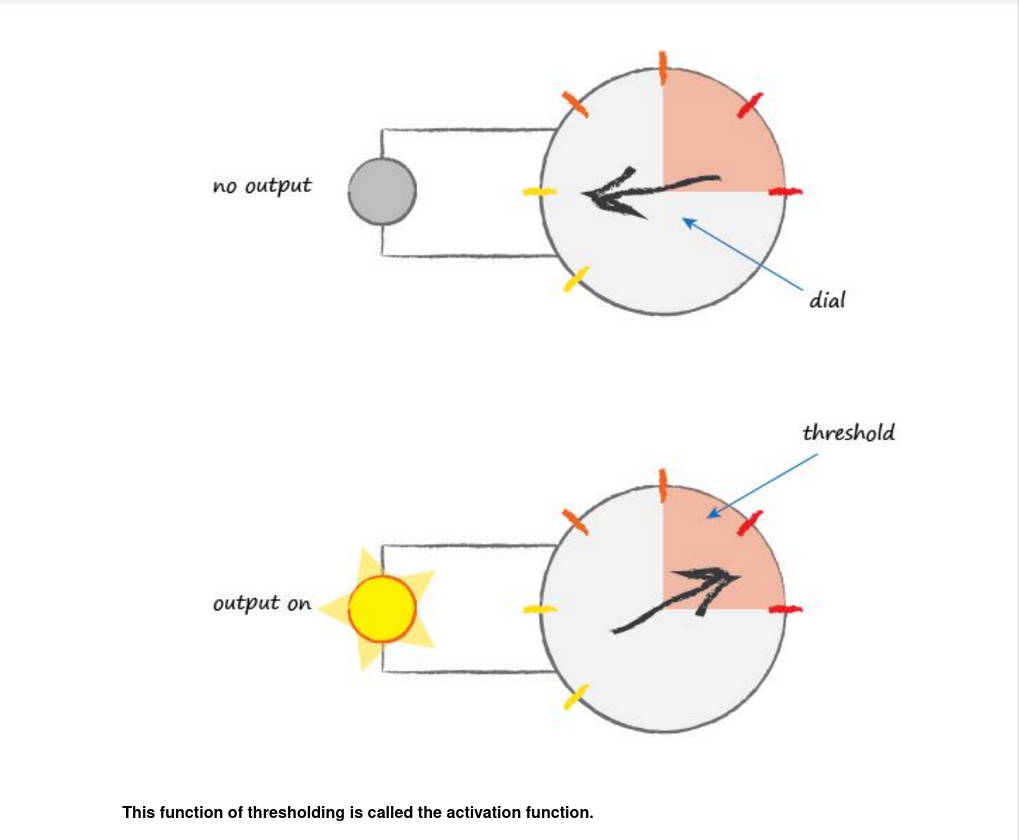 no output
dial
threshold
output on
This function of thresholding is called the activation function.